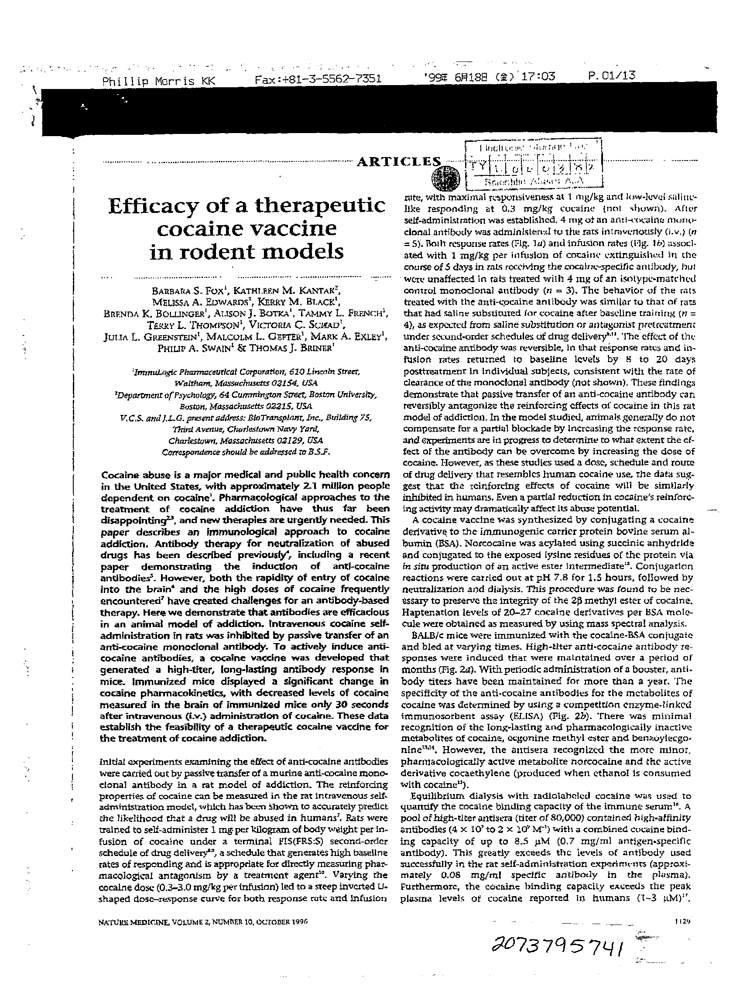 Phillip Morris KK Fax:+81-3-5562-7351 '99年 6月18日 (金) 17:03 P.01/13
ARTICLES
Efficacy of a therapeutic
cocaine vaccine
in rodent models
BARBARA S. FOX¹, KATHLEEN M. KANTAK²,
MELISSA A. EDWARDS¹, KERRY M. BLACK¹,
BRENDA K. BOLLINGER¹, ALISON J. BOTKA¹, TAMMY L. FRENCH¹,
TERRY L. THOMPSON¹, VICTORIA C. SCHAD¹,
JULIA L. GREENSTEIN¹, MALCOLM L. GEFTER¹, MARK A. EXLEY¹,
PHILIP A. SWAIN¹ & THOMAS J. BRINER¹
¹ImmuLogic Pharmaceutical Corporation, 610 Lincoln Street,
Waltham, Massachusetts 02154, USA
²Department of Psychology, 64 Cummington Street, Boston University,
Boston, Massachusetts 02215, USA
V.C.S. and J.L.G. present address: BioTransplant, Inc., Building 75,
Third Avenue, Charlestown Navy Yard,
Charlestown, Massachusetts 02129, USA
Correspondence should be addressed to B.S.F.
Cocaine abuse is a major medical and public health concern
in the United States, with approximately 2.1 million people
dependent on cocaine¹. Pharmacological approaches to the
treatment of cocaine addiction have thus far been
disappointing²,³, and new therapies are urgently needed. This
paper describes an immunological approach to cocaine
addiction. Antibody therapy for neutralization of abused
drugs has been described previously⁴, including a recent
paper demonstrating the induction of anti-cocaine
antibodies⁵. However, both the rapidity of entry of cocaine
into the brain⁶ and the high doses of cocaine frequently
encountered⁷ have created challenges for an antibody-based
therapy. Here we demonstrate that antibodies are efficacious
in an animal model of addiction. Intravenous cocaine self-
administration in rats was inhibited by passive transfer of an
anti-cocaine monoclonal antibody. To actively induce anti-
cocaine antibodies, a cocaine vaccine was developed that
generated a high-titer, long-lasting antibody response in
mice. Immunized mice displayed a significant change in
cocaine pharmacokinetics, with decreased levels of cocaine
measured in the brain of immunized mice only 30 seconds
after intravenous (i.v.) administration of cocaine. These data
establish the feasibility of a therapeutic cocaine vaccine for
the treatment of cocaine addiction.
Initial experiments examining the effect of anti-cocaine antibodies
were carried out by passive transfer of a murine anti-cocaine mono-
clonal antibody in a rat model of addiction. The reinforcing
properties of cocaine can be measured in the rat intravenous self-
administration model, which has been shown to accurately predict
the likelihood that a drug will be abused in humans⁷. Rats were
trained to self-administer 1 mg per kilogram of body weight per in-
fusion of cocaine under a terminal FI5(FR5:S) second-order
schedule of drug delivery⁸,⁹, a schedule that generates high baseline
rates of responding and is appropriate for directly measuring phar-
macological antagonism by a treatment agent¹⁰. Varying the
cocaine dose (0.3–3.0 mg/kg per infusion) led to a steep inverted U-
shaped dose–response curve for both response rate and infusion
rate, with maximal responsiveness at 1 mg/kg and low-level saline-
like responding at 0.3 mg/kg cocaine (not shown). After
self-administration was established, 4 mg of an anti-cocaine mono-
clonal antibody was administered to the rats intravenously (i.v.) (n
= 5). Both response rates (Fig. 1a) and infusion rates (Fig. 1b) associ-
ated with 1 mg/kg per infusion of cocaine extinguished in the
course of 5 days in rats receiving the cocaine-specific antibody, but
were unaffected in rats treated with 4 mg of an isotype-matched
control monoclonal antibody (n = 3). The behavior of the rats
treated with the anti-cocaine antibody was similar to that of rats
that had saline substituted for cocaine after baseline training (n =
4), as expected from saline substitution or antagonist pretreatment
under second-order schedules of drug delivery⁸,¹¹. The effect of the
anti-cocaine antibody was reversible, in that response rates and in-
fusion rates returned to baseline levels by 8 to 20 days
posttreatment in individual subjects, consistent with the rate of
clearance of the monoclonal antibody (not shown). These findings
demonstrate that passive transfer of an anti-cocaine antibody can
reversibly antagonize the reinforcing effects of cocaine in this rat
model of addiction. In the model studied, animals generally do not
compensate for a partial blockade by increasing the response rate,
and experiments are in progress to determine to what extent the ef-
fect of the antibody can be overcome by increasing the dose of
cocaine. However, as these studies used a dose, schedule and route
of drug delivery that resembles human cocaine use, the data sug-
gest that the reinforcing effects of cocaine will be similarly
inhibited in humans. Even a partial reduction in cocaine's reinforc-
ing activity may dramatically affect its abuse potential.
A cocaine vaccine was synthesized by conjugating a cocaine
derivative to the immunogenic carrier protein bovine serum al-
bumin (BSA). Norcocaine was acylated using succinic anhydride
and conjugated to the exposed lysine residues of the protein via
in situ production of an active ester intermediate¹². Conjugation
reactions were carried out at pH 7.8 for 1.5 hours, followed by
neutralization and dialysis. This procedure was found to be nec-
essary to preserve the integrity of the 2β methyl ester of cocaine.
Haptenation levels of 20–27 cocaine derivatives per BSA mole-
cule were obtained as measured by using mass spectral analysis.
BALB/c mice were immunized with the cocaine-BSA conjugate
and bled at varying times. High-titer anti-cocaine antibody re-
sponses were induced that were maintained over a period of
months (Fig. 2a). With periodic administration of a booster, anti-
body titers have been maintained for more than a year. The
specificity of the anti-cocaine antibodies for the metabolites of
cocaine was determined by using a competition enzyme-linked
immunosorbent assay (ELISA) (Fig. 2b). There was minimal
recognition of the long-lasting and pharmacologically inactive
metabolites of cocaine, ecgonine methyl ester and benzoylecgo-
nine¹³,¹⁴. However, the antisera recognized the more minor,
pharmacologically active metabolite norcocaine and the active
derivative cocaethylene (produced when ethanol is consumed
with cocaine¹⁵).
Equilibrium dialysis with radiolabeled cocaine was used to
quantify the cocaine binding capacity of the immune serum¹⁶. A
pool of high-titer antisera (titer of 80,000) contained high-affinity
antibodies (4 × 10⁷ to 2 × 10⁹ M⁻¹) with a combined cocaine bind-
ing capacity of up to 8.5 μM (0.7 mg/ml antigen-specific
antibody). This greatly exceeds the levels of antibody used
successfully in the rat self-administration experiments (approxi-
mately 0.08 mg/ml specific antibody in the plasma).
Furthermore, the cocaine binding capacity exceeds the peak
plasma levels of cocaine reported in humans (1–3 μM)¹⁷,
NATURE MEDICINE, VOLUME 2, NUMBER 10, OCTOBER 1996 1129
2073795741